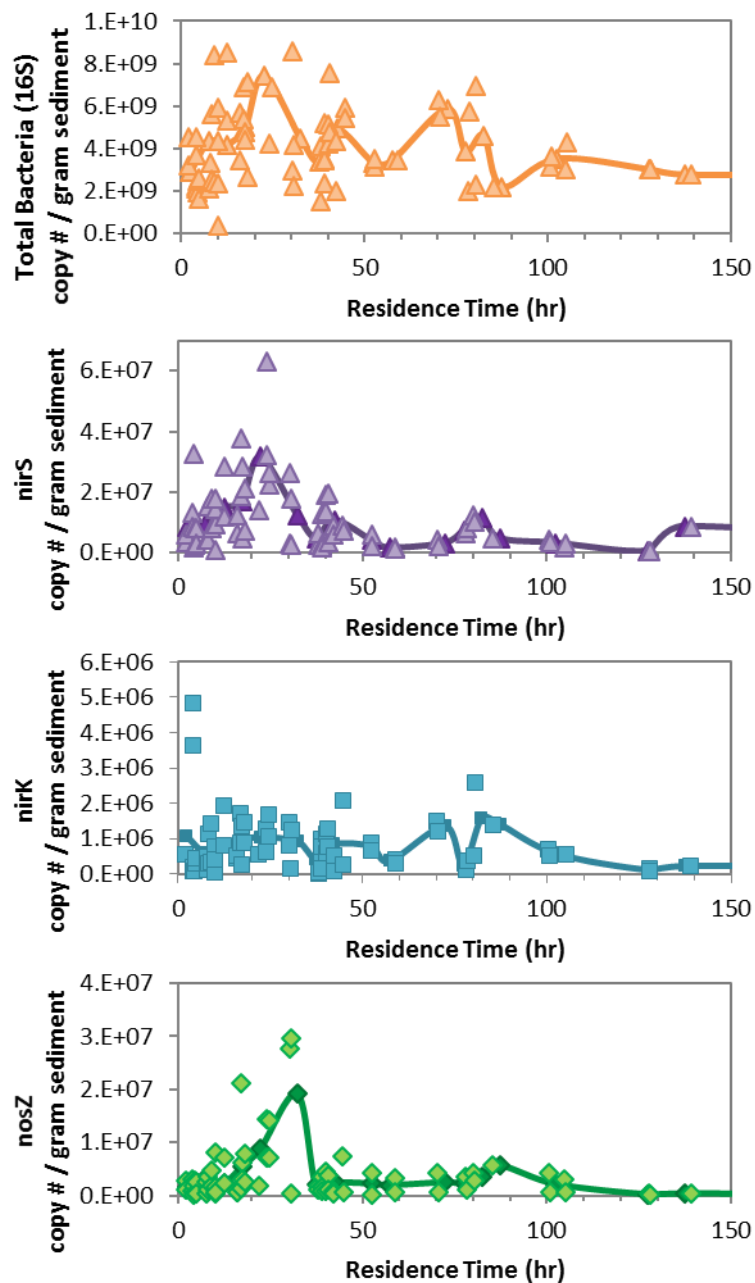 Total Bacteria (16S)
copy # / gram sediment
1.E+10
8.E+09
6.E+09
4.E+09
2.E+09
0.E+00
0 50 100 150
Residence Time (hr)
nirS
copy # / gram sediment
6.E+07
4.E+07
2.E+07
0.E+00
0 50 100 150
Residence Time (hr)
nirK
copy # / gram sediment
6.E+06
5.E+06
4.E+06
3.E+06
2.E+06
1.E+06
0.E+00
0 50 100 150
Residence Time (hr)
nosZ
copy # / gram sediment
4.E+07
3.E+07
2.E+07
1.E+07
0.E+00
0 50 100 150
Residence Time (hr)